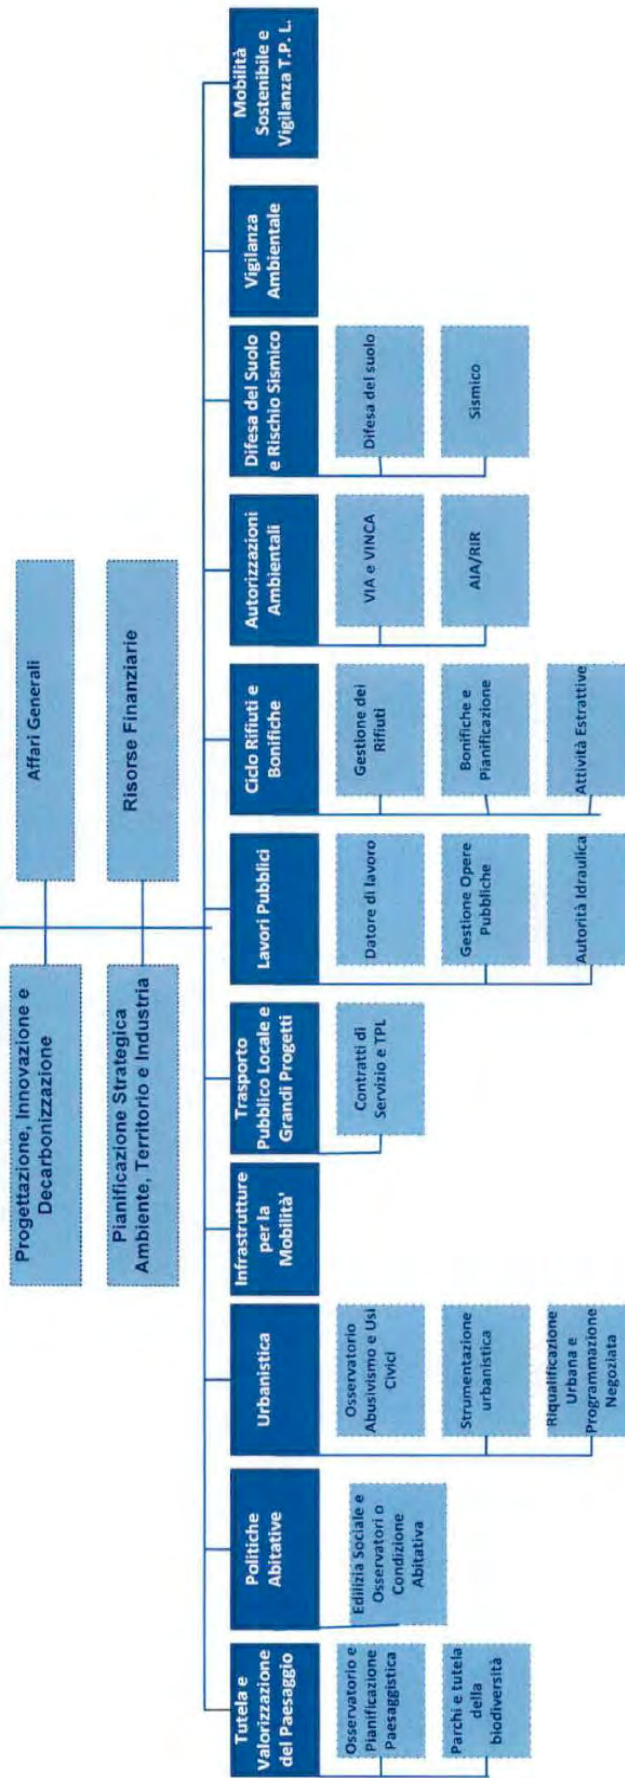 Progettazione, Innovazione e
Decarbonizzazione
Affari Generali
Pianificazione Strategica
Ambiente, Territorio e Industria
Risorse Finanziarie
Tutela e
Valorizzazione
del Paesaggio
Osservatorio e
Pianificazione
Paesaggistica
Parchi e tutela
della
biodiversità
Politiche
Abitative
Edilizia Sociale e
Osservatori o
Condizione
Abitativa
Urbanistica
Osservatorio
Abusivismo e Usi
Civici
Strumentazione
urbanistica
Riqualificazione
Urbana e
Programmazione
Negoziata
Infrastrutture
per la
Mobilità'
Trasporto
Pubblico Locale e
Grandi Progetti
Contratti di
Servizio e TPL
Lavori Pubblici
Datore di lavoro
Gestione Opere
Pubbliche
Autorità Idraulica
Ciclo Rifiuti e
Bonifiche
Gestione dei
Rifiuti
Bonifiche e
Pianificazione
Attività Estrattive
Autorizzazioni
Ambientali
VIA e VINCA
AIA/RIR
Difesa del Suolo
e Rischio Sismico
Difesa del suolo
Sismico
Vigilanza
Ambientale
Mobilità
Sostenibile e
Vigilanza T.P. L.